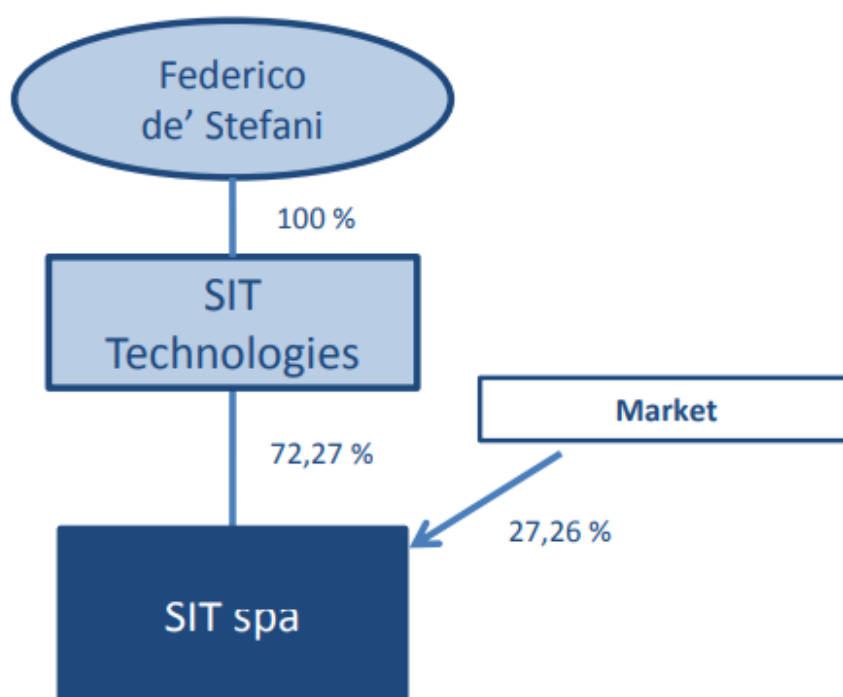 Federico
de’ Stefani
100 %
SIT
Technologies
Market
72,27 %
27,26 %
SIT spa